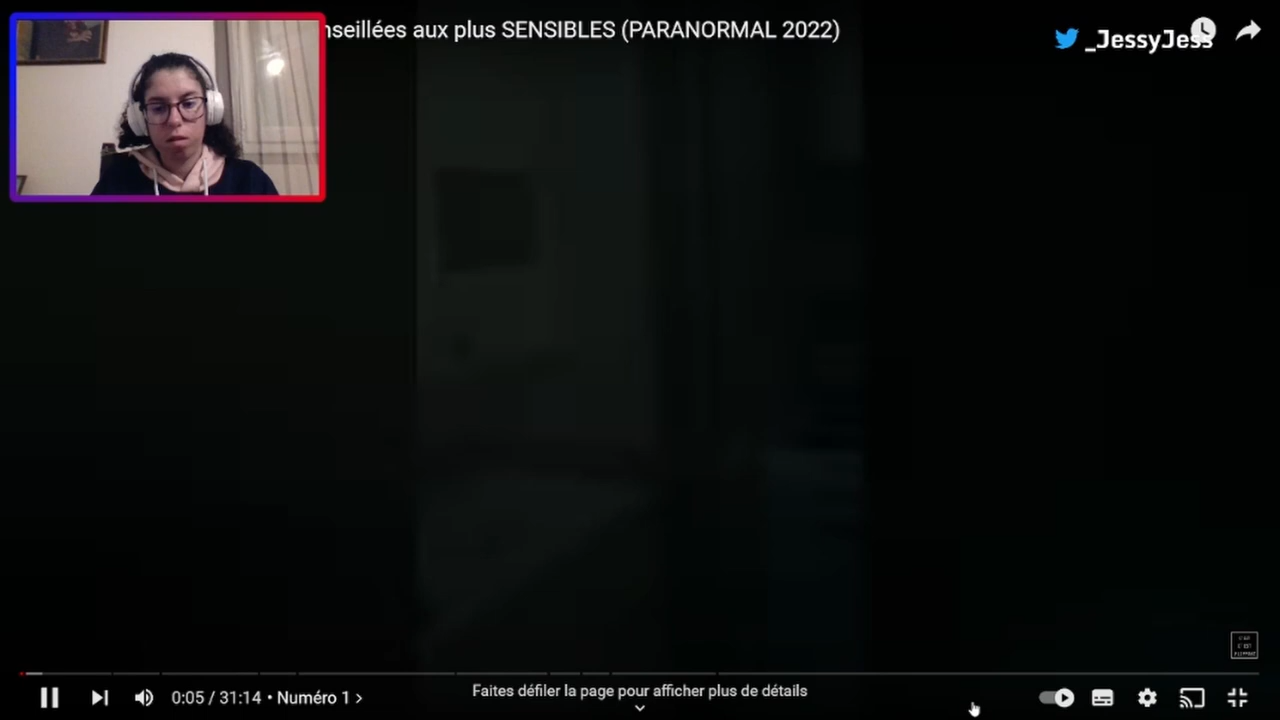 nseillées aux plus SENSIBLES (PARANORMAL 2022)
_JessyJess
0:05 / 31:14 • Numéro 1 >
Faites défiler la page pour afficher plus de détails